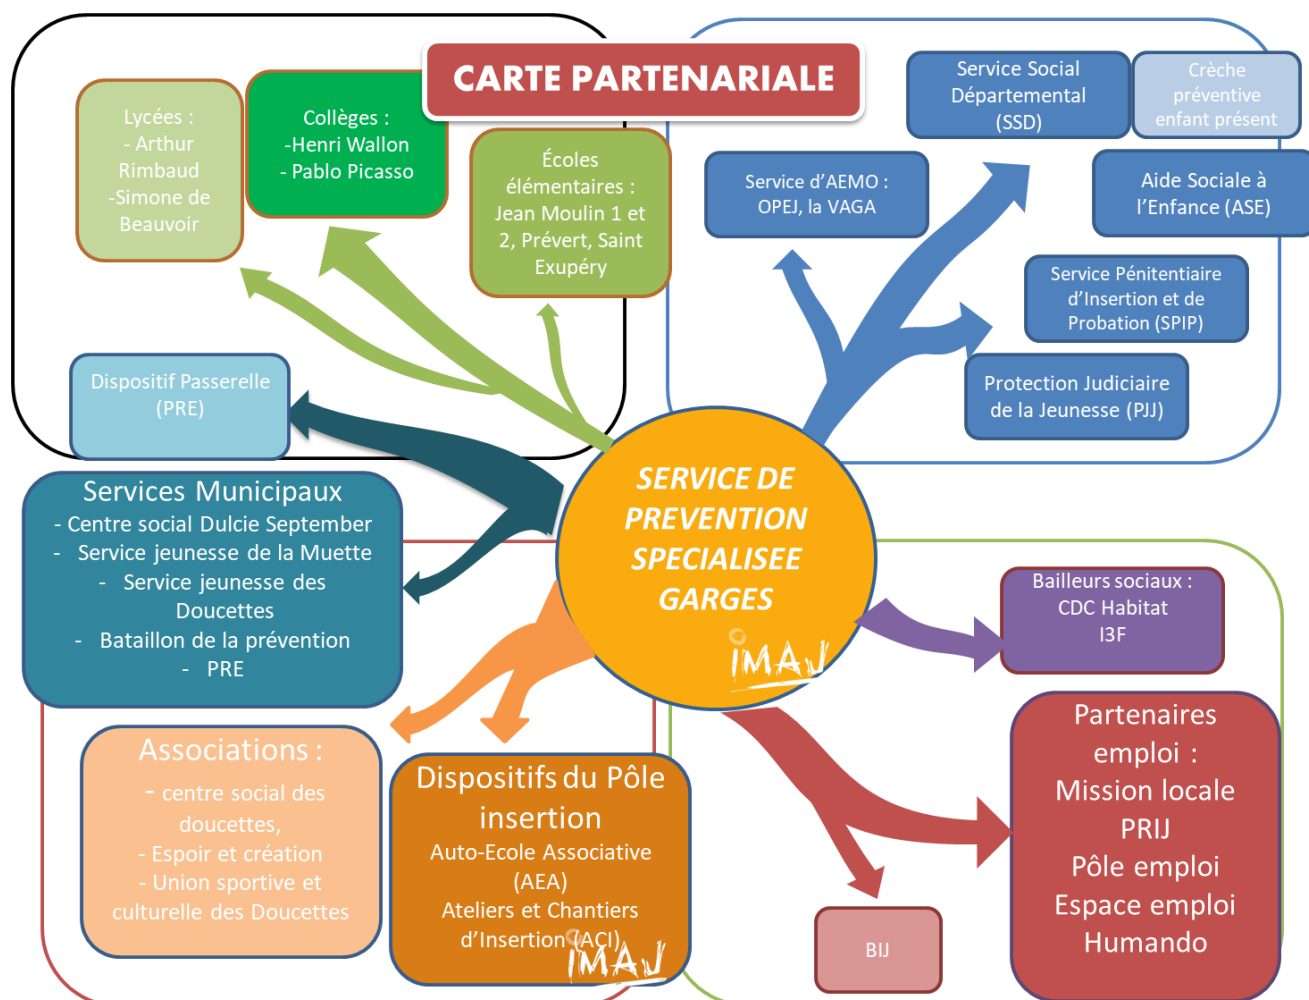 CARTE PARTENARIALE
Lycées :
- Arthur
Rimbaud
-Simone de
Beauvoir
Collèges :
-Henri Wallon
- Pablo Picasso
Écoles
élémentaires :
Jean Moulin 1 et
2, Prévert, Saint
Exupéry
Service Social
Départemental
(SSD)
Crèche
préventive
enfant présent
Service d’AEMO :
OPEJ, la VAGA
Aide Sociale à
l’Enfance (ASE)
Service Pénitentiaire
d’Insertion et de
Probation (SPIP)
Protection Judiciaire
de la Jeunesse (PJJ)
Dispositif Passerelle
(PRE)
Services Municipaux
- Centre social Dulcie September
- Service jeunesse de la Muette
- Service jeunesse des
Doucettes
- Bataillon de la prévention
- PRE
SERVICE DE
PREVENTION
SPECIALISEE
GARGES
iMAJ
Bailleurs sociaux :
CDC Habitat
I3F
Associations :
- centre social des
doucettes,
- Espoir et création
- Union sportive et
culturelle des Doucettes
Dispositifs du Pôle
insertion
Auto-Ecole Associative
(AEA)
Ateliers et Chantiers
d’Insertion (ACI)
iMAJ
Partenaires
emploi :
Mission locale
PRIJ
Pôle emploi
Espace emploi
Humando
BIJ